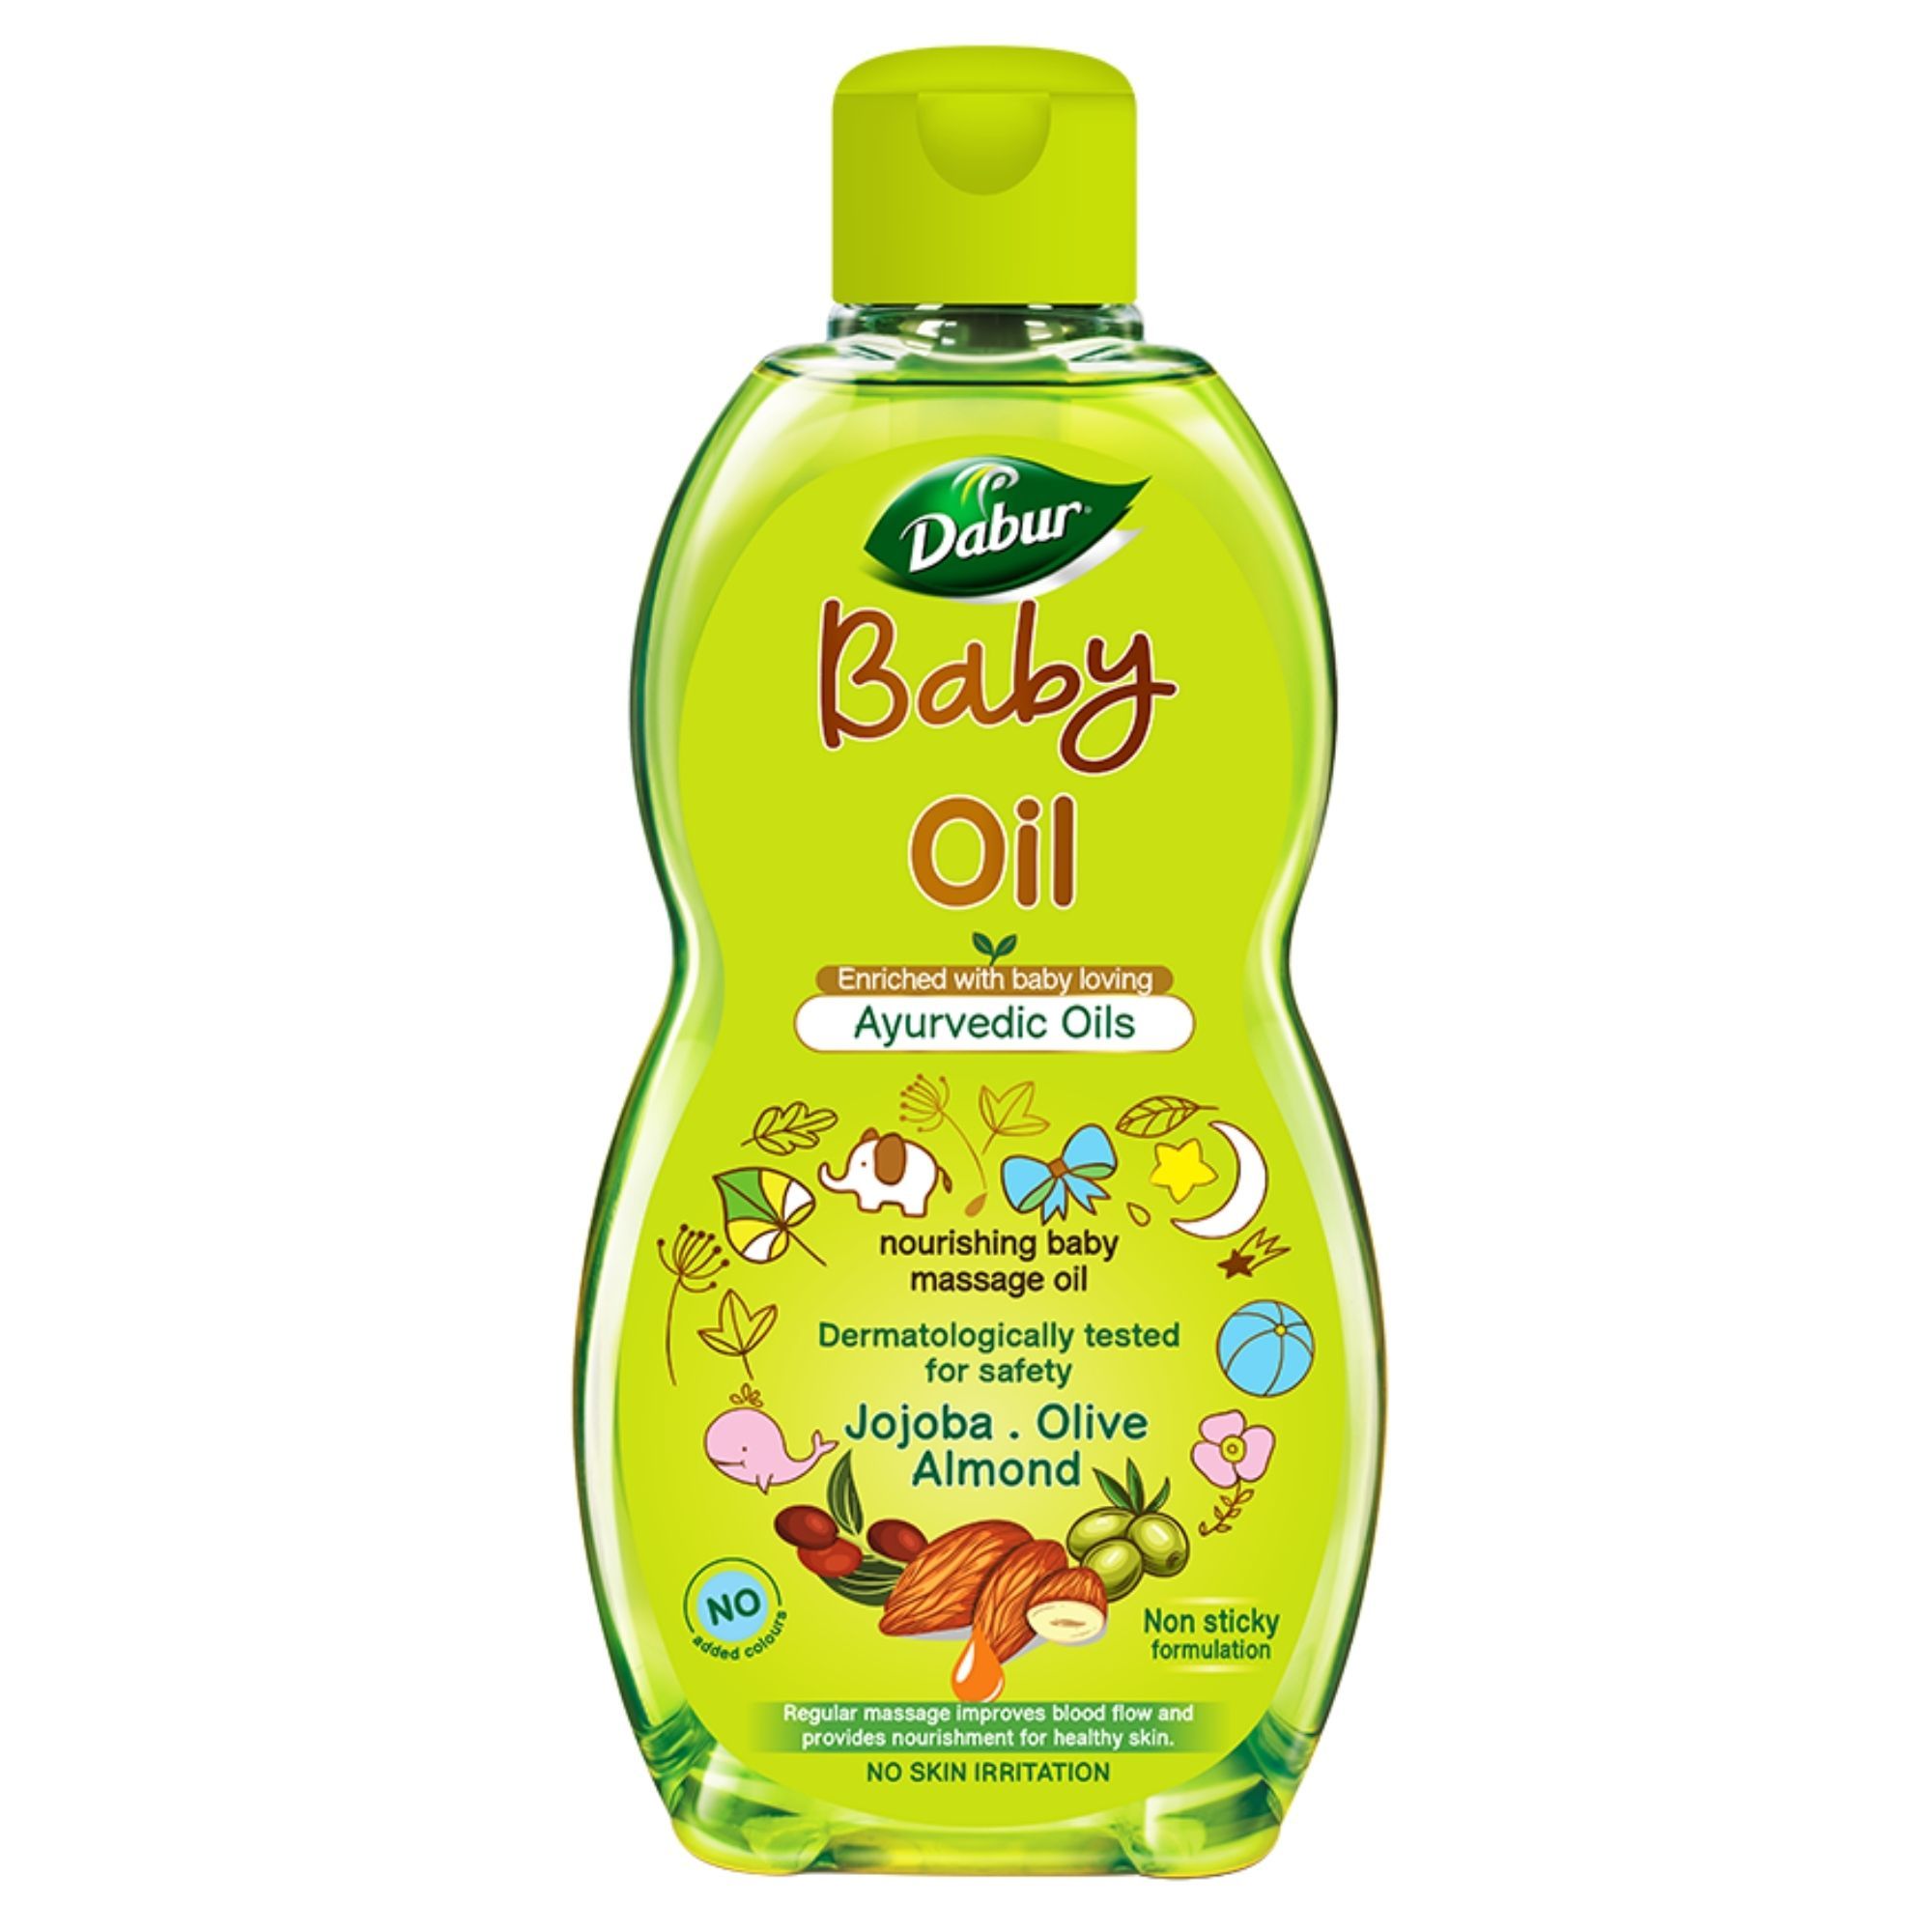 Dabur
Baby
Oil
Enriched with baby loving
Ayurvedic Oils
nourishing baby
massage oil
Dermatologically tested
for safety
Jojoba . Olive
Almond
NO
added colours
Non sticky
formulation
Regular massage improves blood flow and
provides nourishment for healthy skin.
NO SKIN IRRITATION